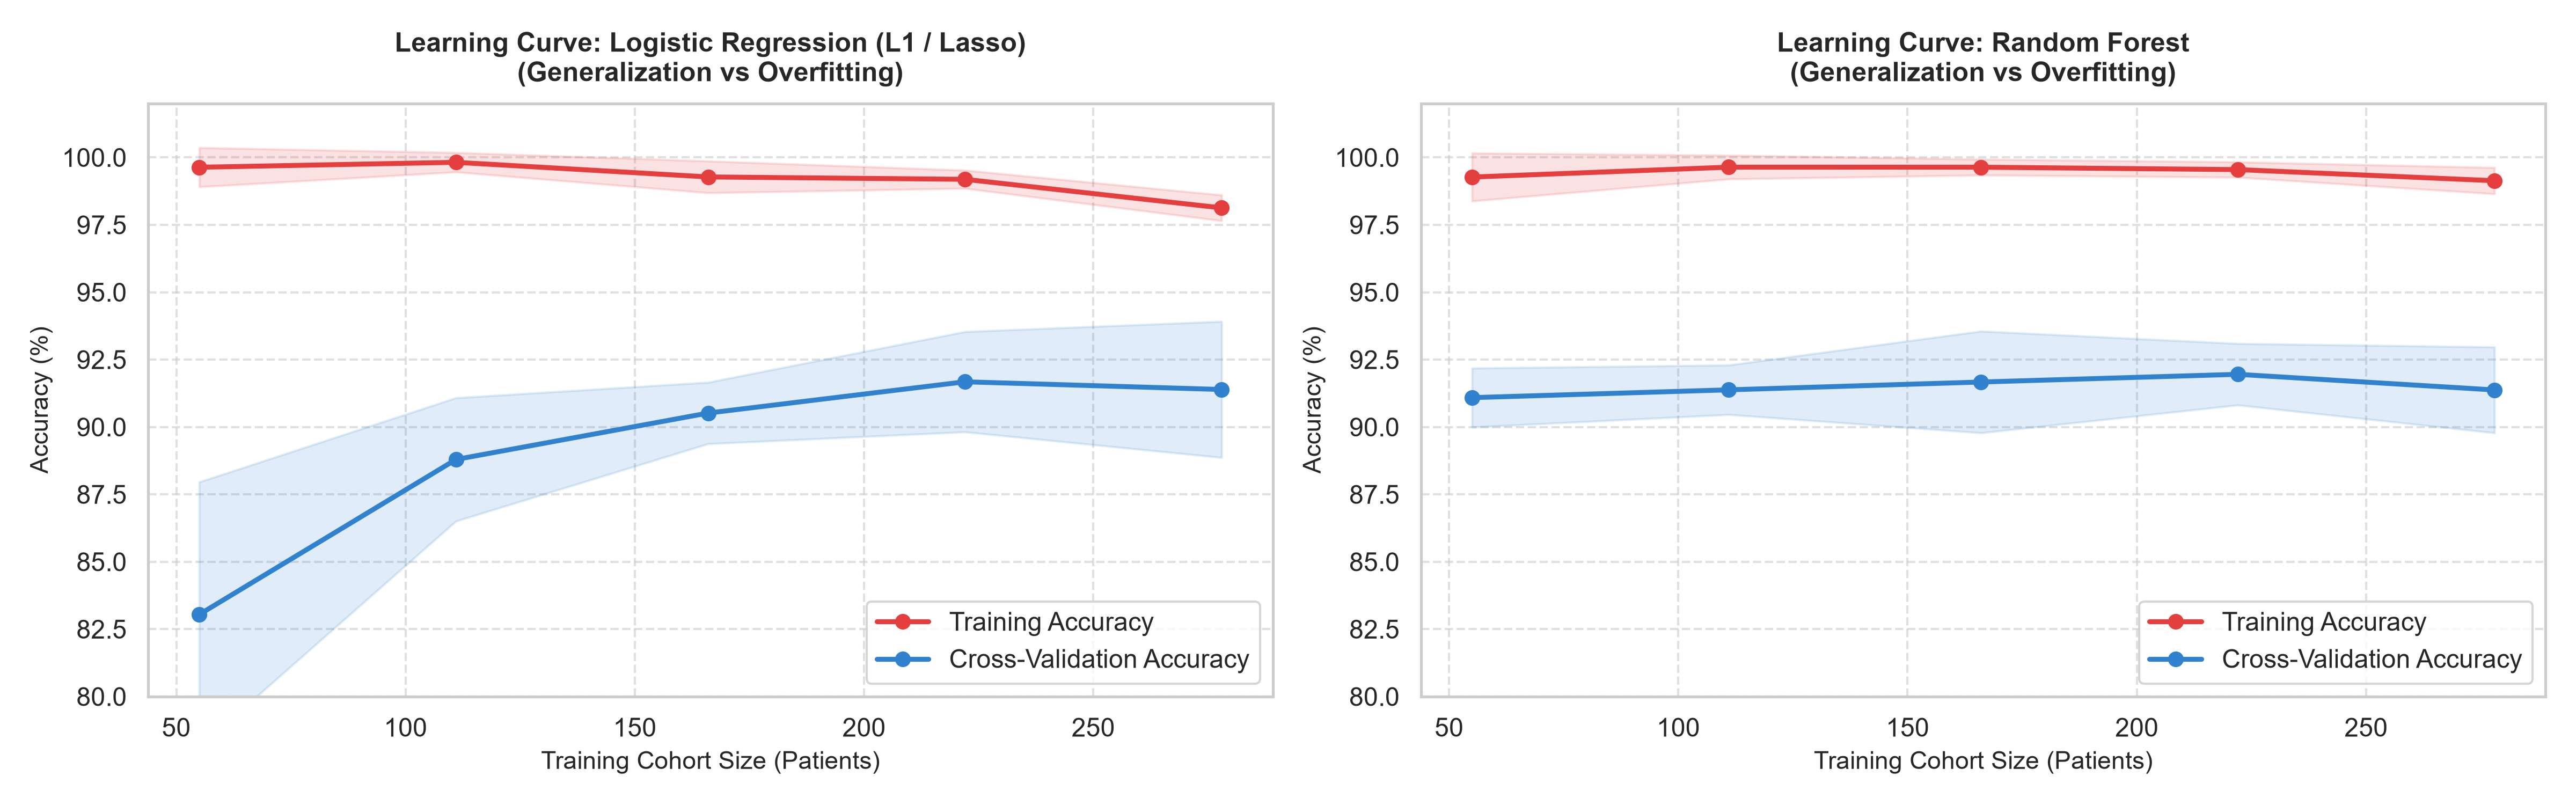 Learning Curve: Logistic Regression (L1 / Lasso)
(Generalization vs Overfitting)
Accuracy (%)
100.0
97.5
95.0
92.5
90.0
87.5
85.0
82.5
80.0
50
100
150
200
250
Training Cohort Size (Patients)
Training Accuracy
Cross-Validation Accuracy
Learning Curve: Random Forest
(Generalization vs Overfitting)
Accuracy (%)
100.0
97.5
95.0
92.5
90.0
87.5
85.0
82.5
80.0
50
100
150
200
250
Training Cohort Size (Patients)
Training Accuracy
Cross-Validation Accuracy